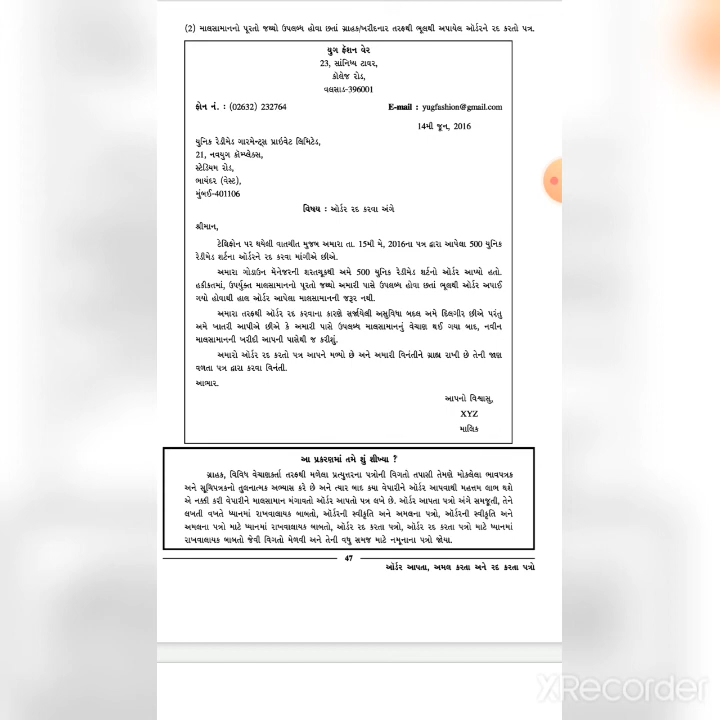 (2) માલસામાનનો પૂરતો જથ્થો ઉપલબ્ધ હોવા છતાં ગ્રાહક/ખરીદનાર તરફથી ભૂલથી અપાયેલ ઑર્ડરને રદ કરતો પત્ર.
યુગ ફૅશન વેર
23, સાંનિધ્ય ટાવર,
કૉલેજ રોડ,
વલસાડ-396001
ફોન નં. : (02632) 232764 E-mail : yugfashion@gmail.com
14મી જૂન, 2016
યુનિક રેડીમેડ ગારમેન્ટ્સ પ્રાઇવેટ લિમિટેડ,
21, નવયુગ કૉમ્પ્લેક્સ,
સ્ટેડિયમ રોડ,
ભાયંદર (વેસ્ટ),
મુંબઈ-401106
વિષય : ઑર્ડર રદ કરવા અંગે
શ્રીમાન,
ટેલિફોન પર થયેલી વાતચીત મુજબ અમારા તા. 15મી મે, 2016ના પત્ર દ્વારા આપેલા 500 યુનિક
રેડીમેડ શર્ટના ઑર્ડરને રદ કરવા માંગીએ છીએ.
અમારા ગોડાઉન મૅનેજરની શરતચૂકથી અમે 500 યુનિક રેડીમેડ શર્ટનો ઑર્ડર આપ્યો હતો.
હકીકતમાં, ઉપર્યુક્ત માલસામાનનો પૂરતો જથ્થો અમારી પાસે ઉપલબ્ધ હોવા છતાં ભૂલથી ઑર્ડર અપાઈ
ગયો હોવાથી હાલ ઑર્ડર આપેલા માલસામાનની જરૂર નથી.
અમારા તરફથી ઑર્ડર રદ કરવાના કારણે સર્જાયેલી અસુવિધા બદલ અમે દિલગીર છીએ પરંતુ
અમે ખાતરી આપીએ છીએ કે અમારી પાસે ઉપલબ્ધ માલસામાનનું વેચાણ થઈ ગયા બાદ, નવીન
માલસામાનની ખરીદી આપની પાસેથી જ કરીશું.
અમારો ઑર્ડર રદ કરતો પત્ર આપને મળ્યો છે અને અમારી વિનંતીને ગ્રાહ્ય રાખી છે તેની જાણ
વળતા પત્ર દ્વારા કરવા વિનંતી.
આભાર.
આપનો વિશ્વાસુ,
XYZ
માલિક
આ પ્રકરણમાં તમે શું શીખ્યા ?
ગ્રાહક, વિવિધ વેચાણકર્તા તરફથી મળેલા પ્રત્યુત્તરના પત્રોની વિગતો તપાસી તેમણે મોકલેલા ભાવપત્રક
અને સૂચિપત્રકનો તુલનાત્મક અભ્યાસ કરે છે અને ત્યાર બાદ કયા વેપારીને ઑર્ડર આપવાથી મહત્તમ લાભ થશે
એ નક્કી કરી વેપારીને માલસામાન મંગાવતો ઑર્ડર આપતો પત્ર લખે છે. ઑર્ડર આપતા પત્રો અંગે સમજૂતી, તેને
લખતી વખતે ધ્યાનમાં રાખવાલાયક બાબતો, ઑર્ડરની સ્વીકૃતિ અને અમલના પત્રો, ઑર્ડરની સ્વીકૃતિ અને
અમલના પત્રો માટે ધ્યાનમાં રાખવાલાયક બાબતો, ઑર્ડર રદ કરતા પત્રો, ઑર્ડર રદ કરતા પત્રો માટે ધ્યાનમાં
રાખવાલાયક બાબતો જેવી વિગતો મેળવી અને તેની વધુ સમજ માટે નમૂનાના પત્રો જોયા.
47
ઑર્ડર આપતા, અમલ કરતા અને રદ કરતા પત્રો
XRecorder